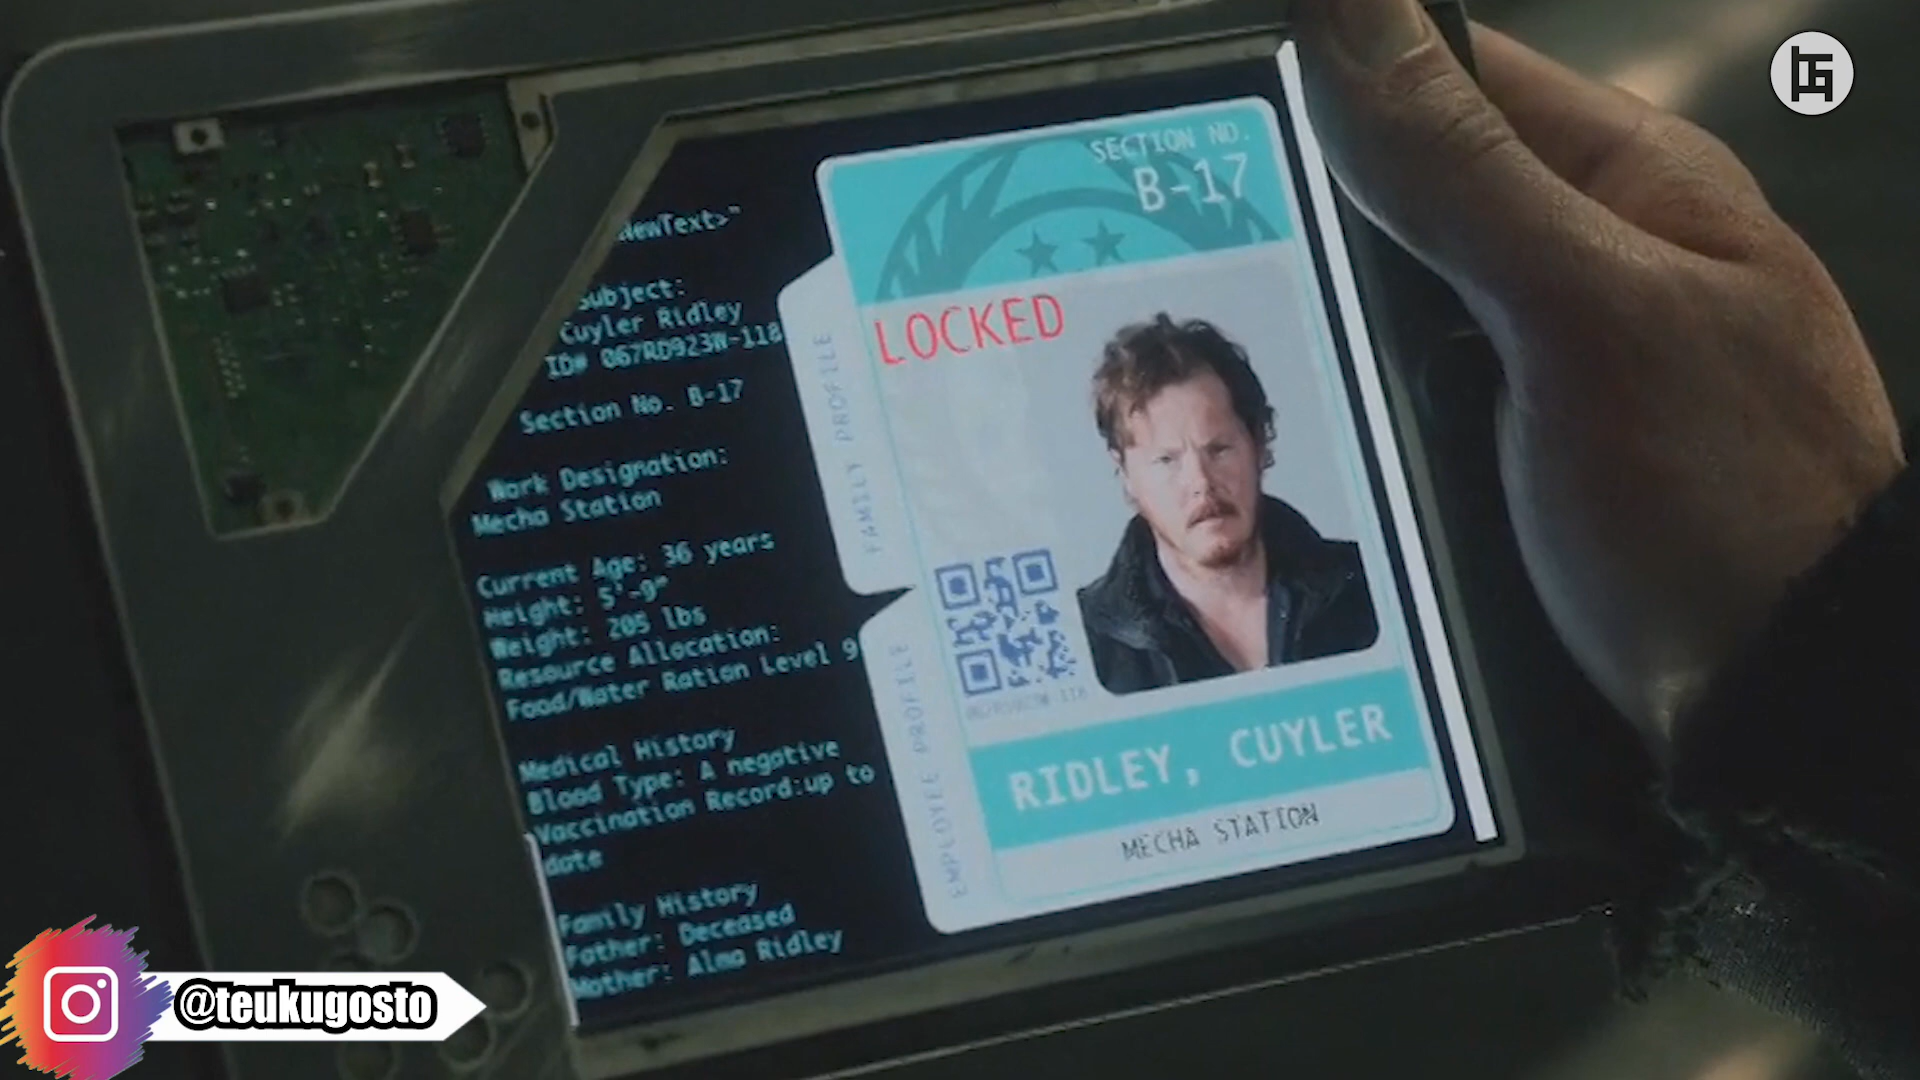 NewText>"
Subject:
Cuyler Ridley
ID# 067RD923W-118
Section No. B-17
Work Designation:
Mecha Station
Current Age: 36 years
Height: 5'-9"
Weight: 205 lbs
Resource Allocation:
Food/Water Ration Level 9
Medical History
Blood Type: A negative
Vaccination Record:up to
date
Family History
Father: Deceased
Mother: Alma Ridley
FAMILY PROFILE
EMPLOYEE PROFILE
SECTION NO.
B-17
LOCKED
RIDLEY, CUYLER
MECHA STATION
@teukugosto